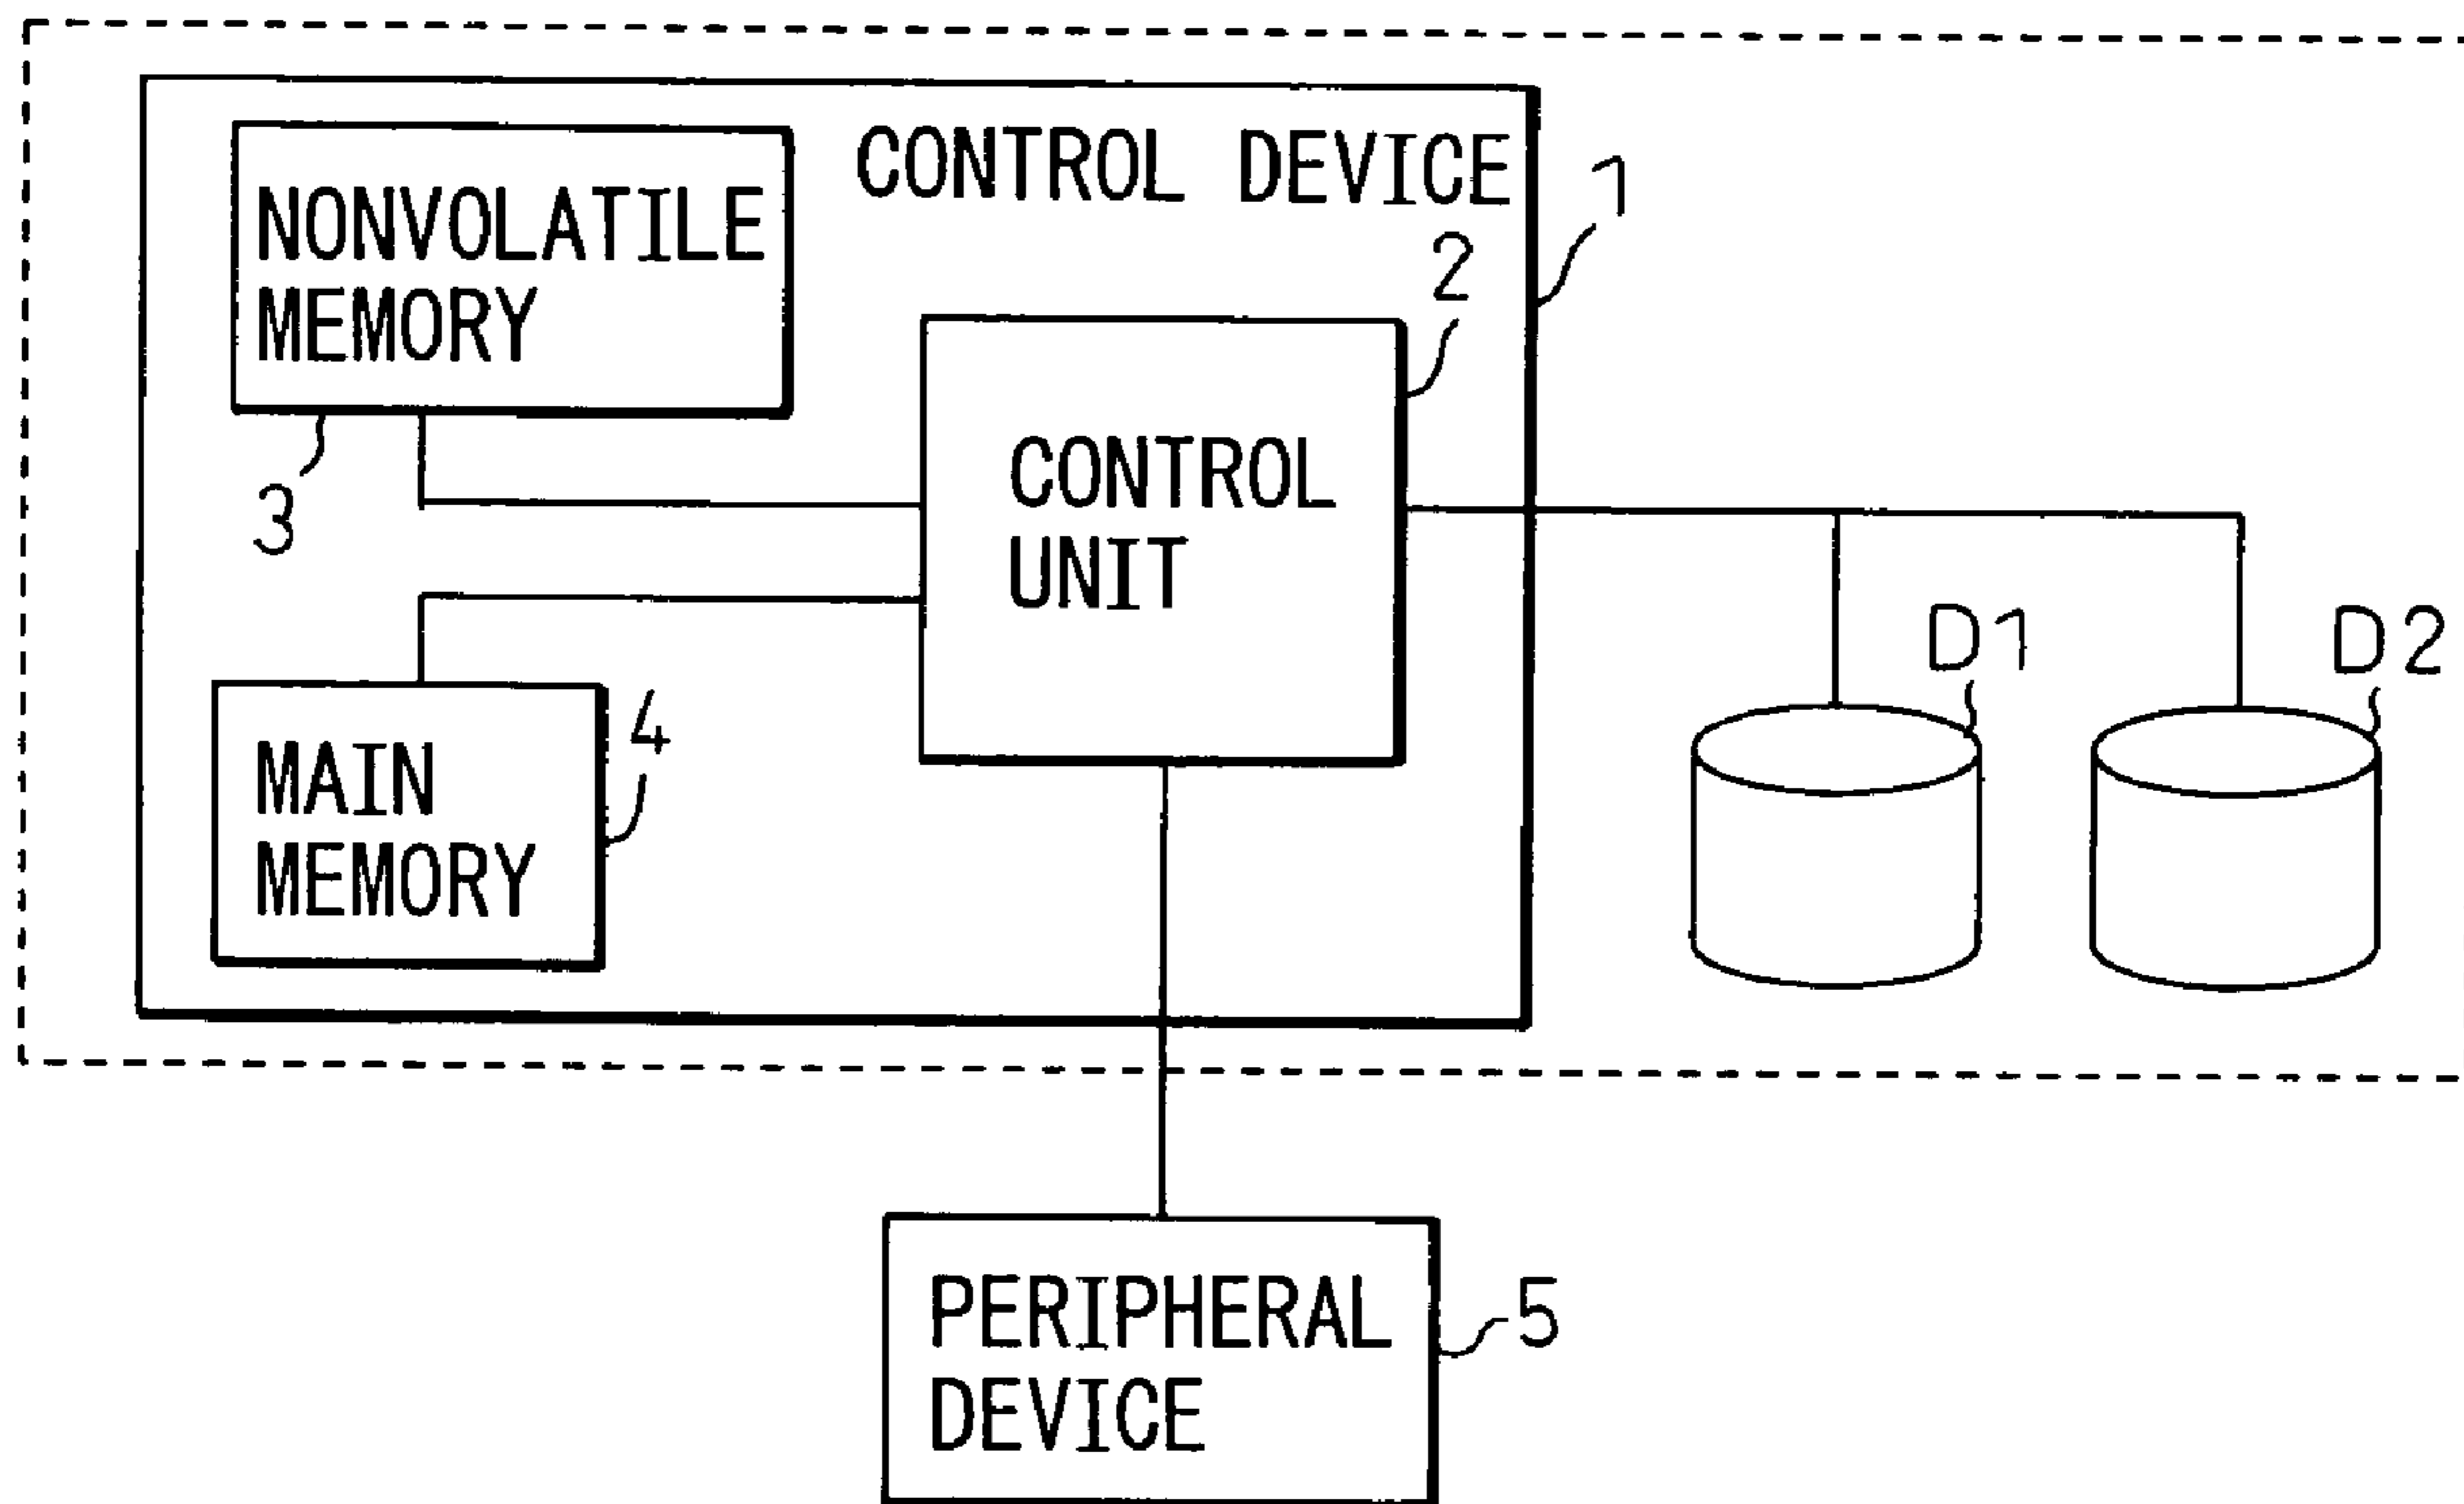 CONTROL DEVICE
1
NONVOLATILE
MEMORY
2
3
CONTROL
UNIT
D1
D2
4
MAIN
MEMORY
PERIPHERAL
DEVICE
5